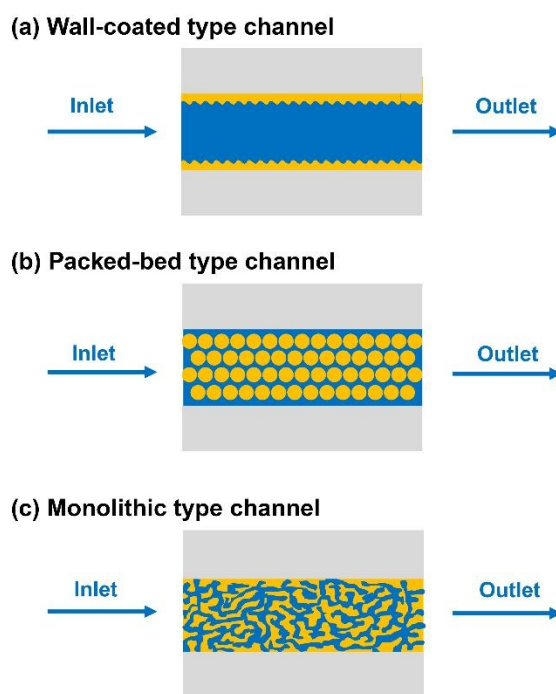 (a) Wall-coated type channel
Inlet
Outlet
(b) Packed-bed type channel
Inlet
Outlet
(c) Monolithic type channel
Inlet
Outlet